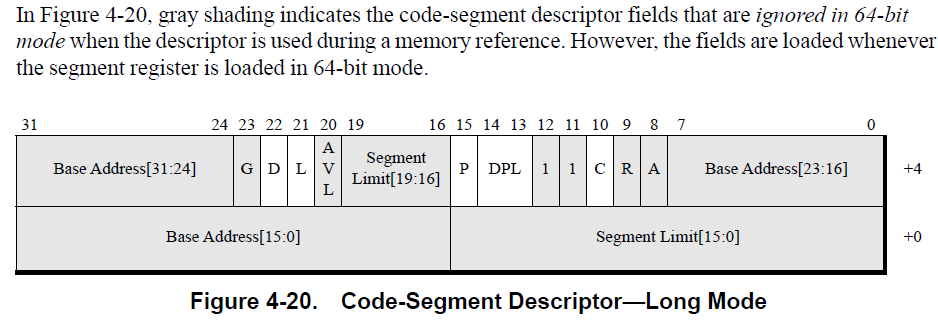 In Figure 4-20, gray shading indicates the code-segment descriptor fields that are ignored in 64-bit
mode when the descriptor is used during a memory reference. However, the fields are loaded whenever
the segment register is loaded in 64-bit mode.
31 24 23 22 21 20 19 16 15 14 13 12 11 10 9 8 7 0
Base Address[31:24] G D L AVL Segment Limit[19:16] P DPL 1 1 C R A Base Address[23:16] +4
Base Address[15:0] Segment Limit[15:0] +0
Figure 4-20. Code-Segment Descriptor—Long Mode